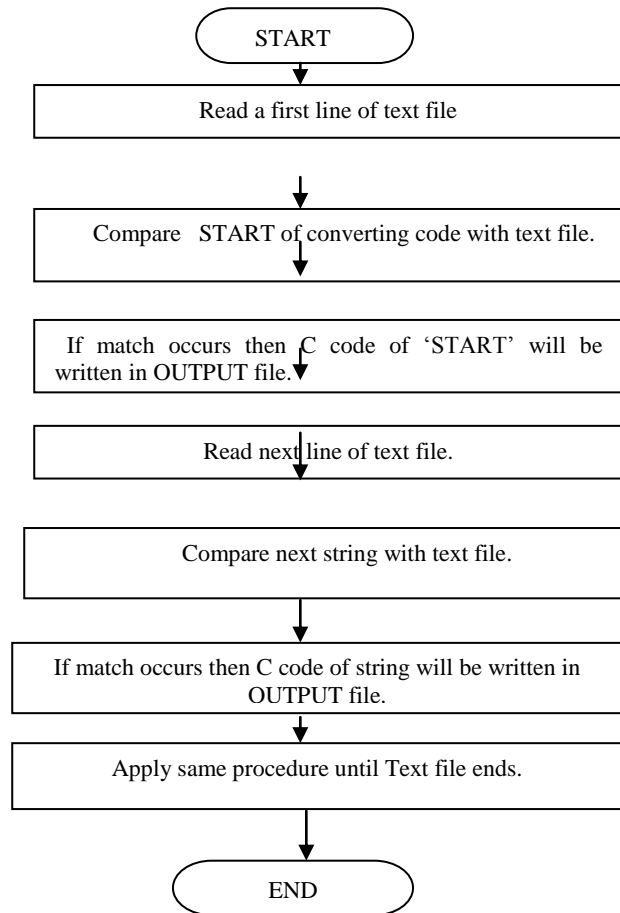 START
Read a first line of text file
Compare START of converting code with text file.
If match occurs then C code of ‘START’ will be
written in OUTPUT file.
Read next line of text file.
Compare next string with text file.
If match occurs then C code of string will be written in
OUTPUT file.
Apply same procedure until Text file ends.
END